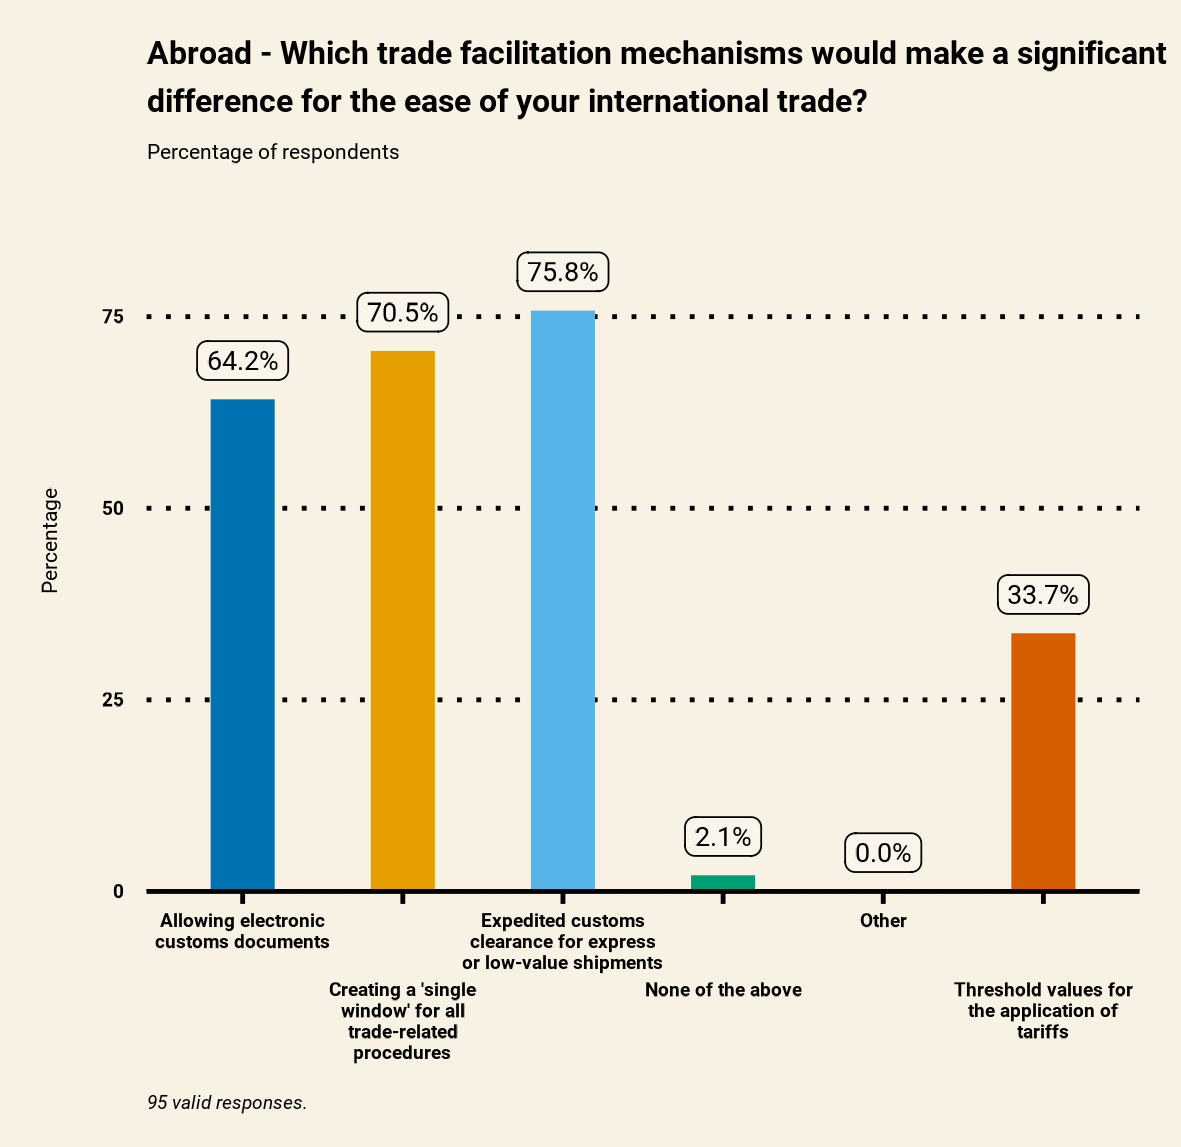 Abroad - Which trade facilitation mechanisms would make a significant
difference for the ease of your international trade?
Percentage of respondents
75.8%
70.5%
75
64.2%
50
Percentage
33.7%
25
2.1%
0.0%
0
Allowing electronic
customs documents
Creating a 'single
window' for all
trade-related
procedures
Expedited customs
clearance for express
or low-value shipments
None of the above
Other
Threshold values for
the application of
tariffs
95 valid responses.